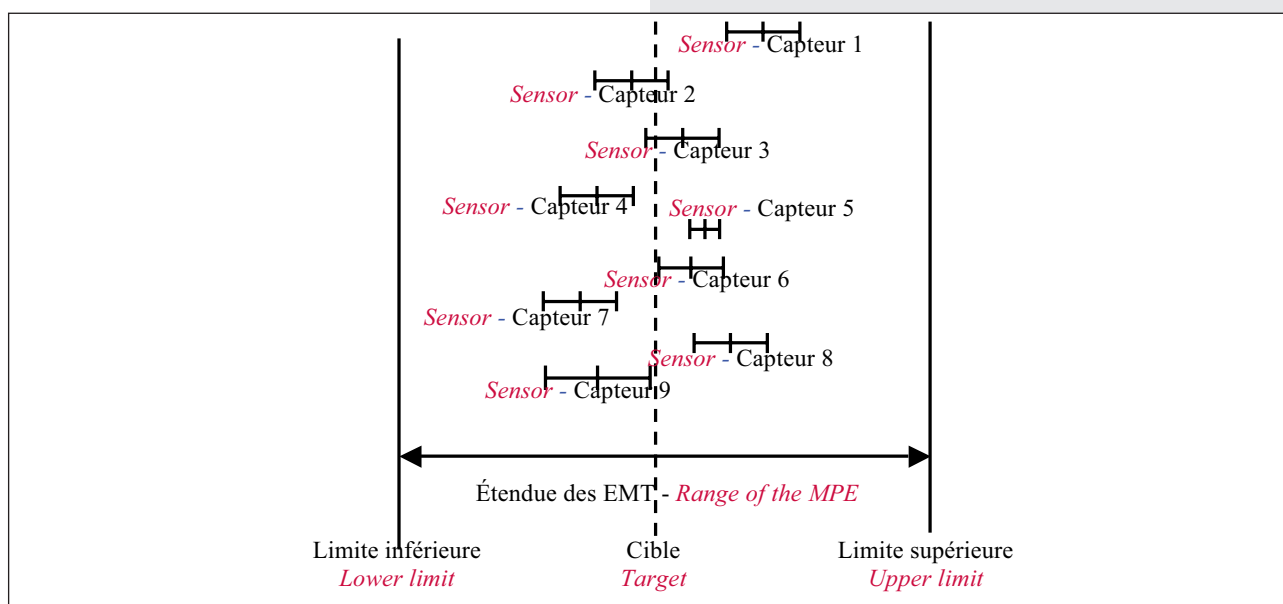 Sensor - Capteur 1
Sensor - Capteur 2
Sensor - Capteur 3
Sensor - Capteur 4
Sensor - Capteur 5
Sensor - Capteur 6
Sensor - Capteur 7
Sensor - Capteur 8
Sensor - Capteur 9
Étendue des EMT - Range of the MPE
Limite inférieure
Lower limit
Cible
Target
Limite supérieure
Upper limit